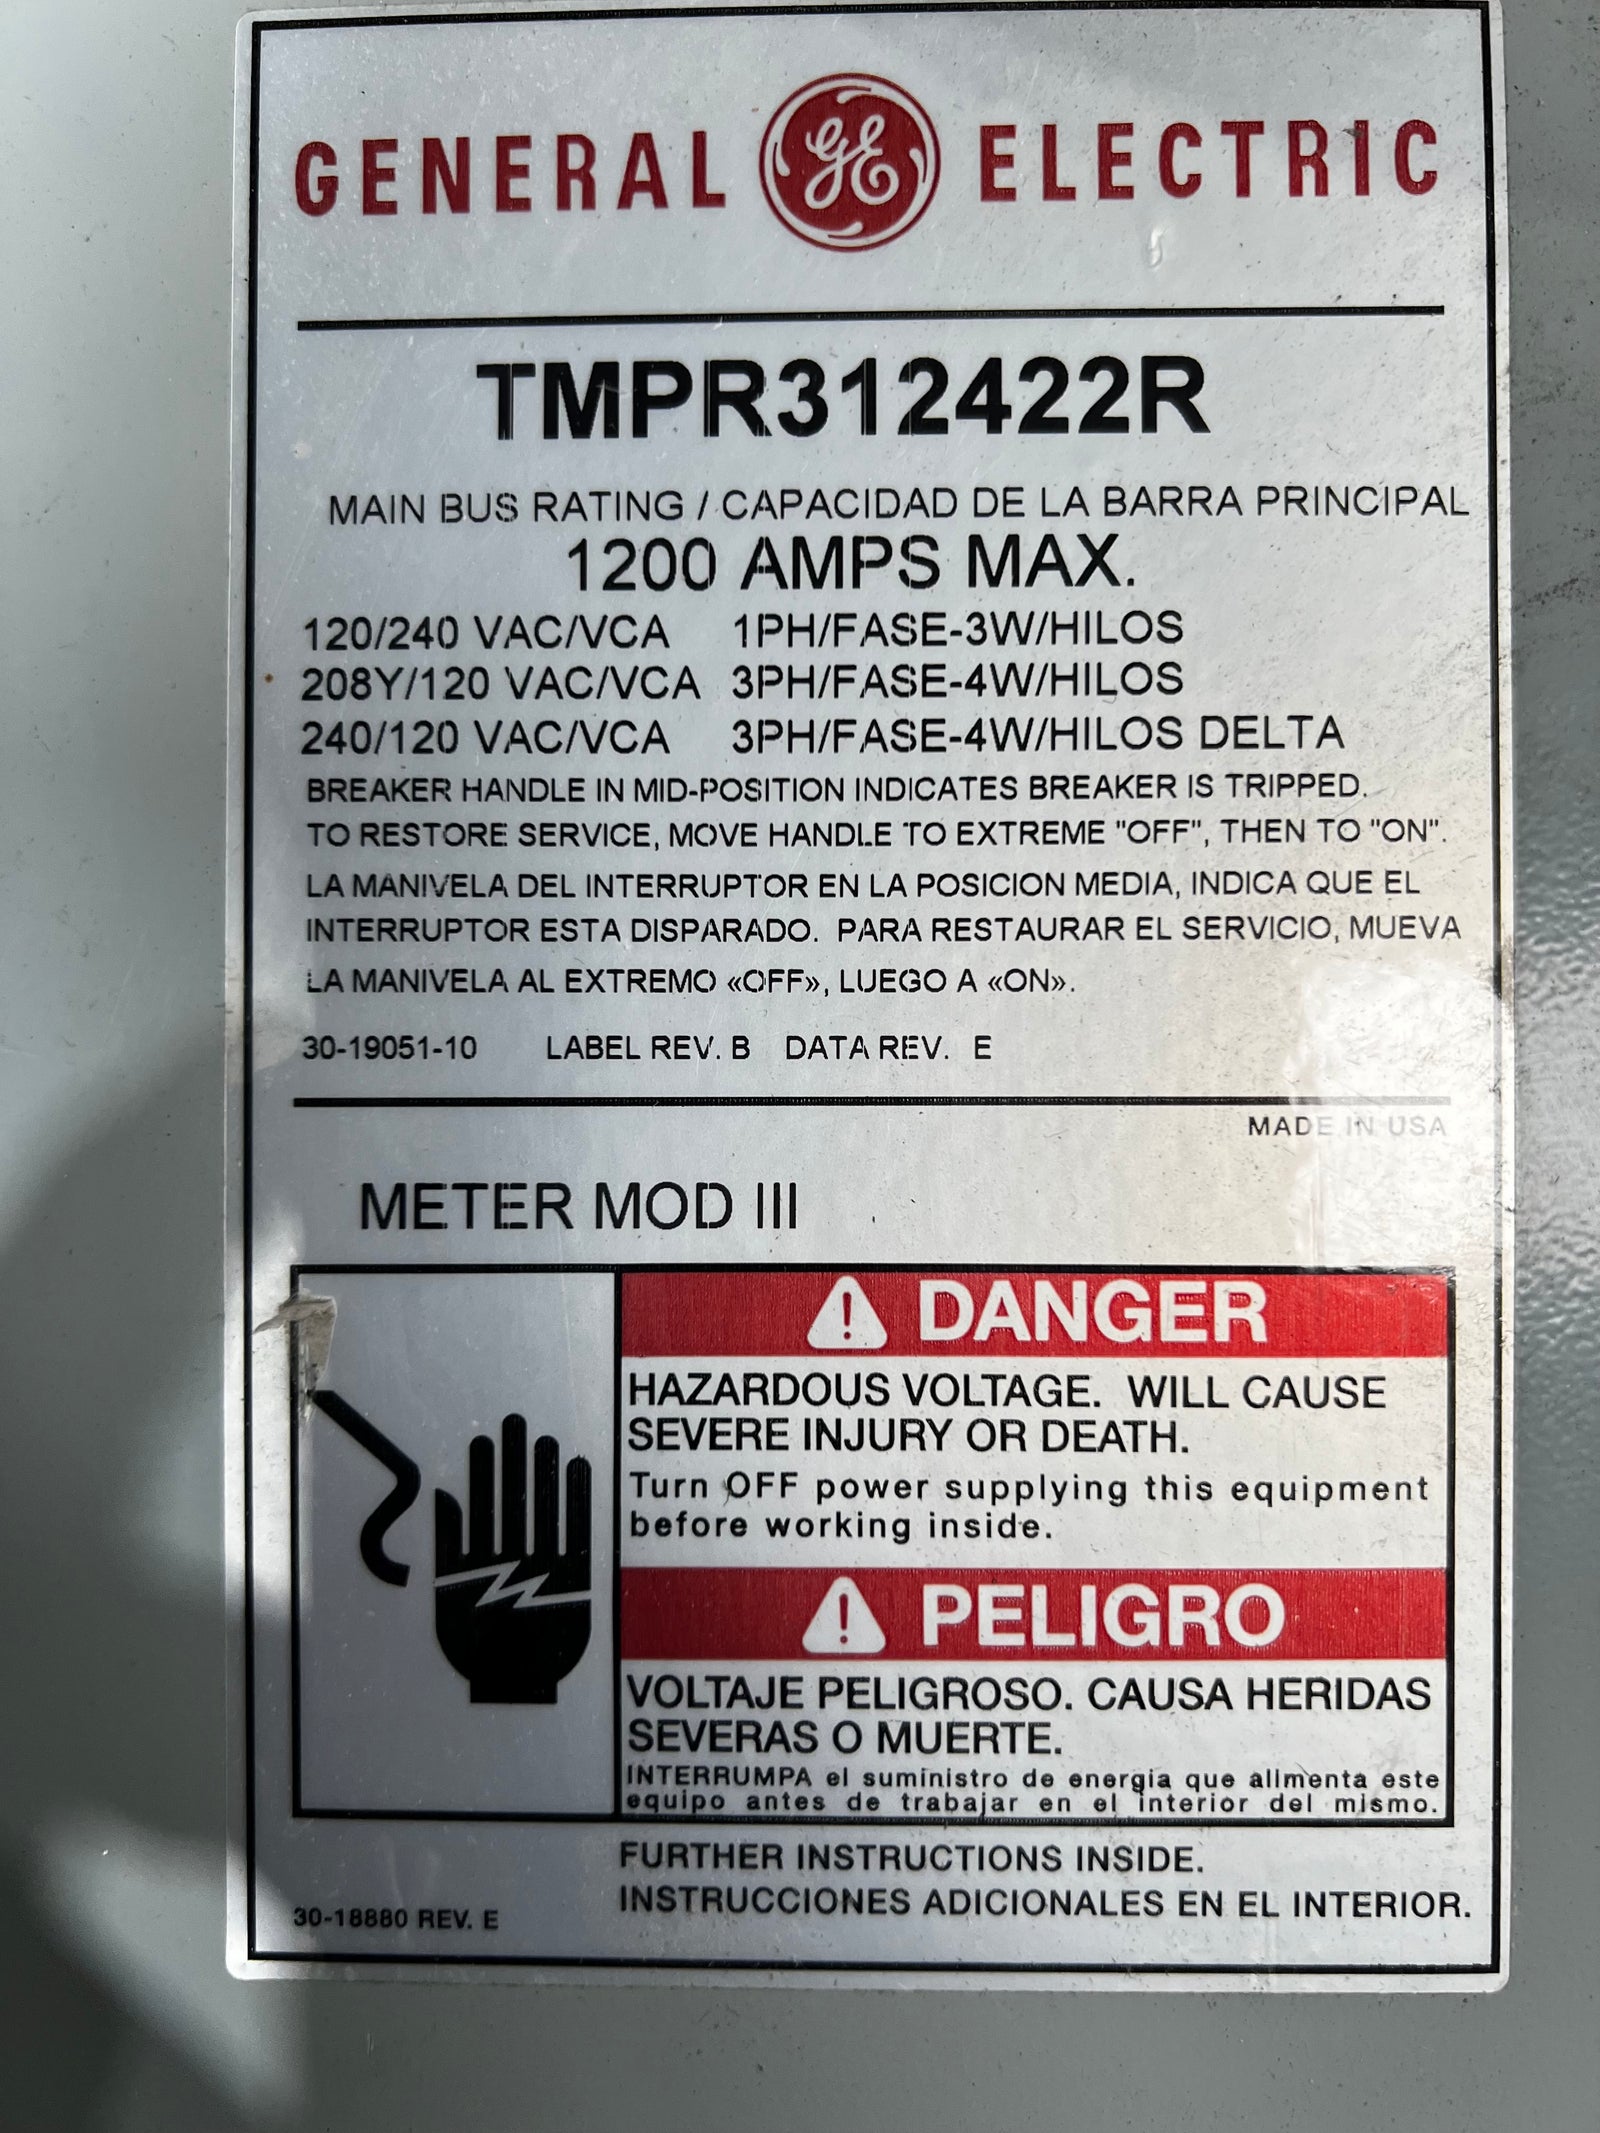 GENERAL GE ELECTRIC
TMPR312422R
MAIN BUS RATING / CAPACIDAD DE LA BARRA PRINCIPAL
1200 AMPS MAX.
120/240 VAC/VCA 1PH/FASE-3W/HILOS
208Y/120 VAC/VCA 3PH/FASE-4W/HILOS
240/120 VAC/VCA 3PH/FASE-4W/HILOS DELTA
BREAKER HANDLE IN MID-POSITION INDICATES BREAKER IS TRIPPED.
TO RESTORE SERVICE, MOVE HANDLE TO EXTREME "OFF", THEN TO "ON".
LA MANIVELA DEL INTERRUPTOR EN LA POSICION MEDIA, INDICA QUE EL
INTERRUPTOR ESTA DISPARADO. PARA RESTAURAR EL SERVICIO, MUEVA
LA MANIVELA AL EXTREMO «OFF», LUEGO A «ON».
30-19051-10 LABEL REV. B DATA REV. E
MADE IN USA
METER MOD III
DANGER
HAZARDOUS VOLTAGE. WILL CAUSE
SEVERE INJURY OR DEATH.
Turn OFF power supplying this equipment
before working inside.
PELIGRO
VOLTAJE PELIGROSO. CAUSA HERIDAS
SEVERAS O MUERTE.
INTERRUMPA el suministro de energia que alimenta este
equipo antes de trabajar en el interior del mismo.
FURTHER INSTRUCTIONS INSIDE.
INSTRUCCIONES ADICIONALES EN EL INTERIOR.
30-18880 REV. E